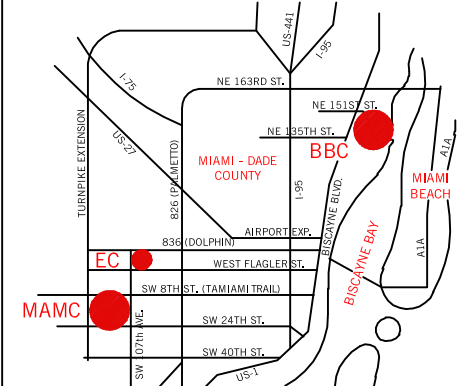 US-441
I-95
I-75
NE 163RD ST.
NE 151ST ST.
US-27
NE 135TH ST.
BBC
A1A
TURNPIKE EXTENSION
826 (PALMETTO)
MIAMI - DADE
COUNTY
I-95
MIAMI
BEACH
BISCAYNE BLVD.
AIRPORT EXP.
836 (DOLPHIN)
A1A
EC
WEST FLAGLER ST.
BISCAYNE BAY
SW 8TH ST. (TAMIAMI TRAIL)
MAMC
SW 24TH ST.
SW 107th AVE.
SW 40TH ST.
US-1